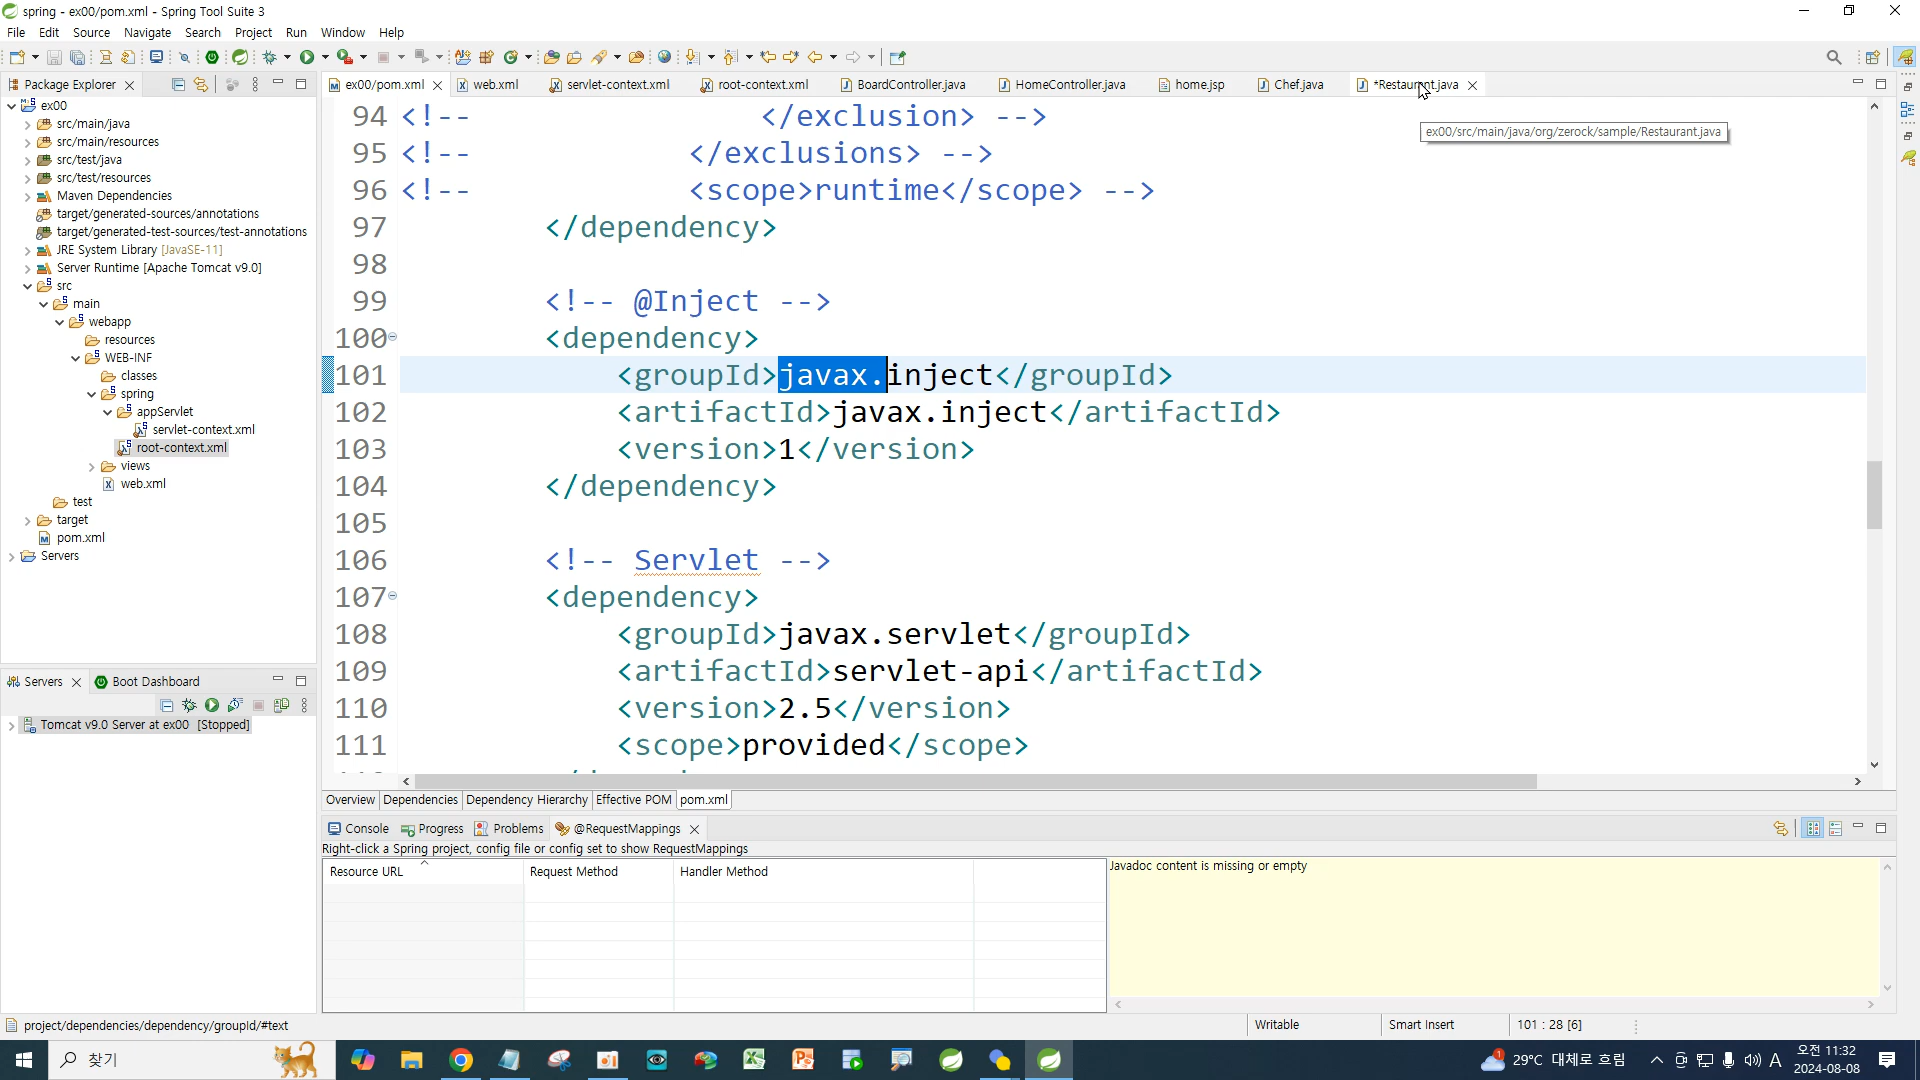 spring - ex00/pom.xml - Spring Tool Suite 3
File Edit Source Navigate Search Project Run Window Help
Package Explorer
ex00
src/main/java
src/main/resources
src/test/java
src/test/resources
Maven Dependencies
target/generated-sources/annotations
target/generated-test-sources/test-annotations
JRE System Library [JavaSE-11]
Server Runtime [Apache Tomcat v9.0]
src
main
webapp
resources
WEB-INF
classes
spring
appServlet
servlet-context.xml
root-context.xml
views
web.xml
test
target
pom.xml
Servers
Servers Boot Dashboard
Tomcat v9.0 Server at ex00 [Stopped]
ex00/pom.xml web.xml servlet-context.xml root-context.xml BoardController.java HomeController.java home.jsp Chef.java *Restaurant.java
ex00/src/main/java/org/zerock/sample/Restaurant.java
94 <!-- </exclusion> -->
95 <!-- </exclusions> -->
96 <!-- <scope>runtime</scope> -->
97 </dependency>
98
99 <!-- @Inject -->
100 <dependency>
101 <groupId>javax.inject</groupId>
102 <artifactId>javax.inject</artifactId>
103 <version>1</version>
104 </dependency>
105
106 <!-- Servlet -->
107 <dependency>
108 <groupId>javax.servlet</groupId>
109 <artifactId>servlet-api</artifactId>
110 <version>2.5</version>
111 <scope>provided</scope>
Overview Dependencies Dependency Hierarchy Effective POM pom.xml
Console Progress Problems @RequestMappings
Right-click a Spring project, config file or config set to show RequestMappings
Resource URL Request Method Handler Method
Javadoc content is missing or empty
project/dependencies/dependency/groupId/#text
Writable Smart Insert 101 : 28 [6]
찾기
29°C 대체로 흐림
A
오전 11:32
2024-08-08